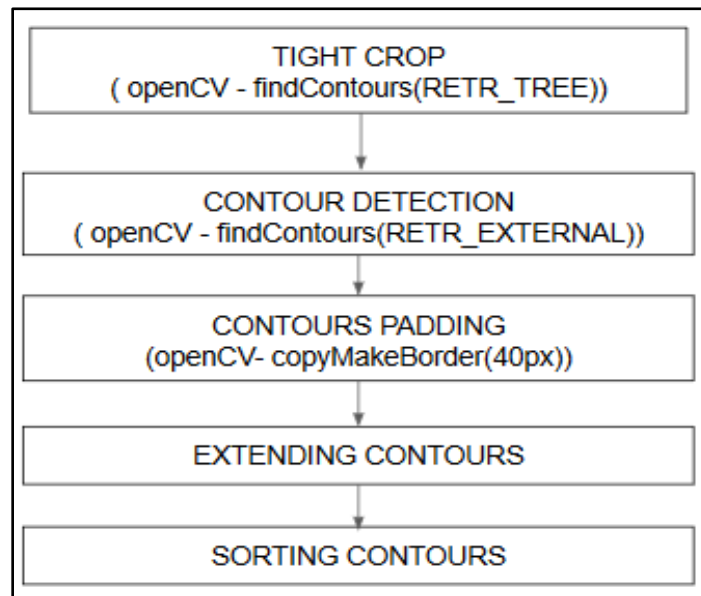 TIGHT CROP
( openCV - findContours(RETR_TREE))
CONTOUR DETECTION
( openCV - findContours(RETR_EXTERNAL))
CONTOURS PADDING
(openCV- copyMakeBorder(40px))
EXTENDING CONTOURS
SORTING CONTOURS